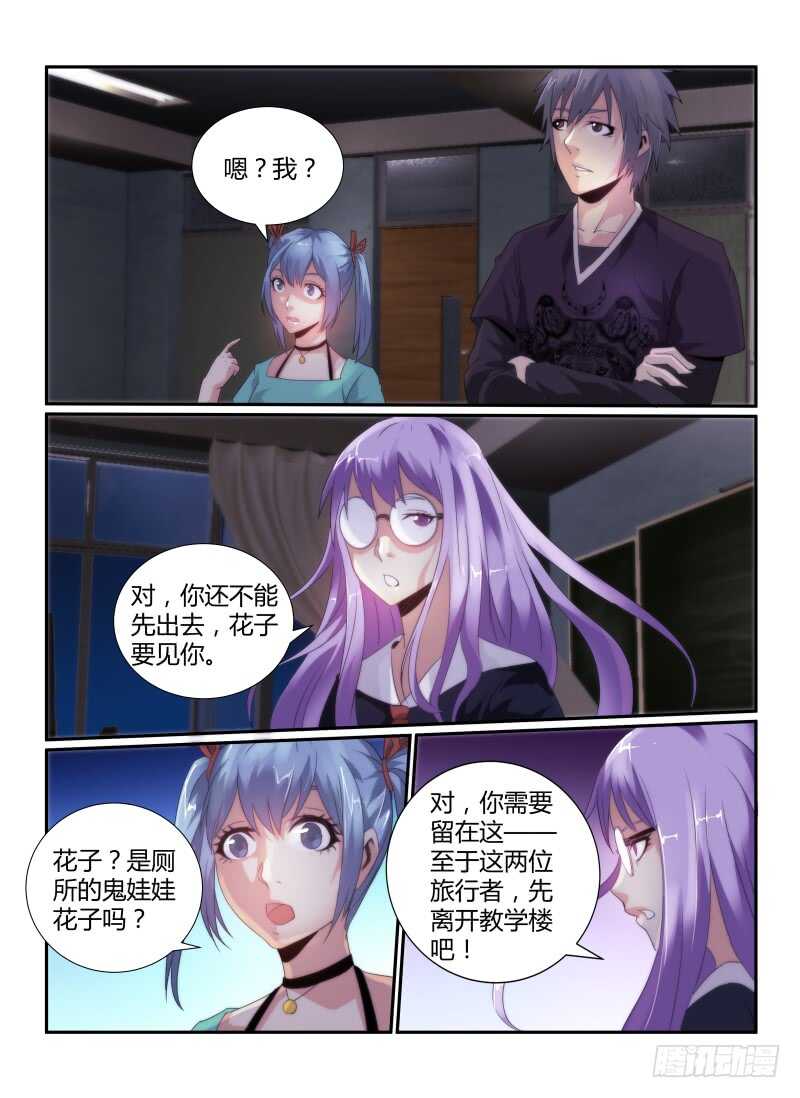 嗯？我？
对，你还不能
先出去，花子
要见你。
花子？是厕
所的鬼娃娃
花子吗？
对，你需要
留在这——
至于这两位
旅行者，先
离开教学楼
吧！
腾讯动漫